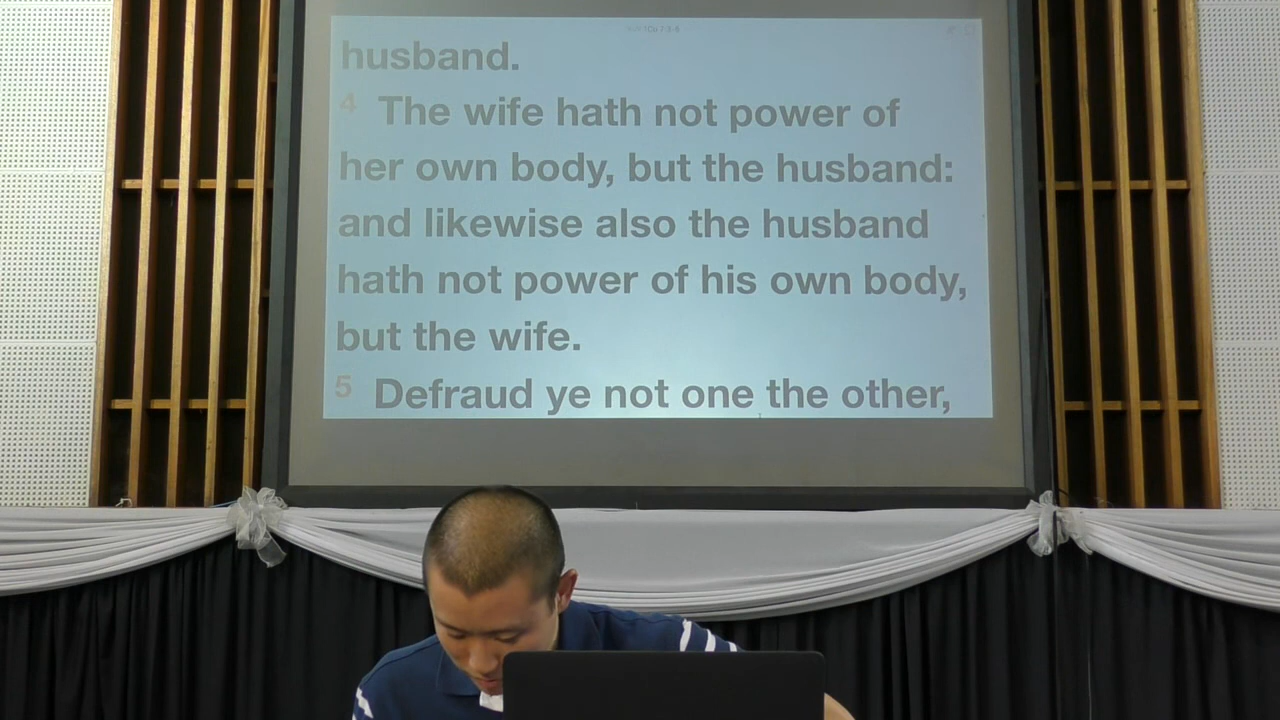 husband.
4 The wife hath not power of
her own body, but the husband:
and likewise also the husband
hath not power of his own body,
but the wife.
5 Defraud ye not one the other,